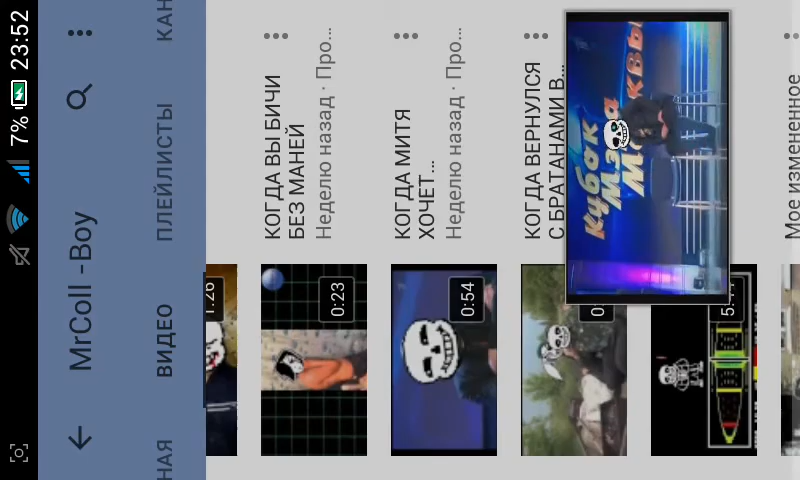 7% 23:52
MrColl -Boy
НАЯ ВИДЕО ПЛЕЙЛИСТЫ КАН
1:26
КОГДА ВЫ БИЧИ
БЕЗ МАНЕЙ
Неделю назад · Про...
0:23
КОГДА МИТЯ
ХОЧЕТ...
Неделю назад · Про...
0:54
КОГДА ВЕРНУЛСЯ
С БРАТАНАМИ В...
Кубок
мэра
Мое измененное